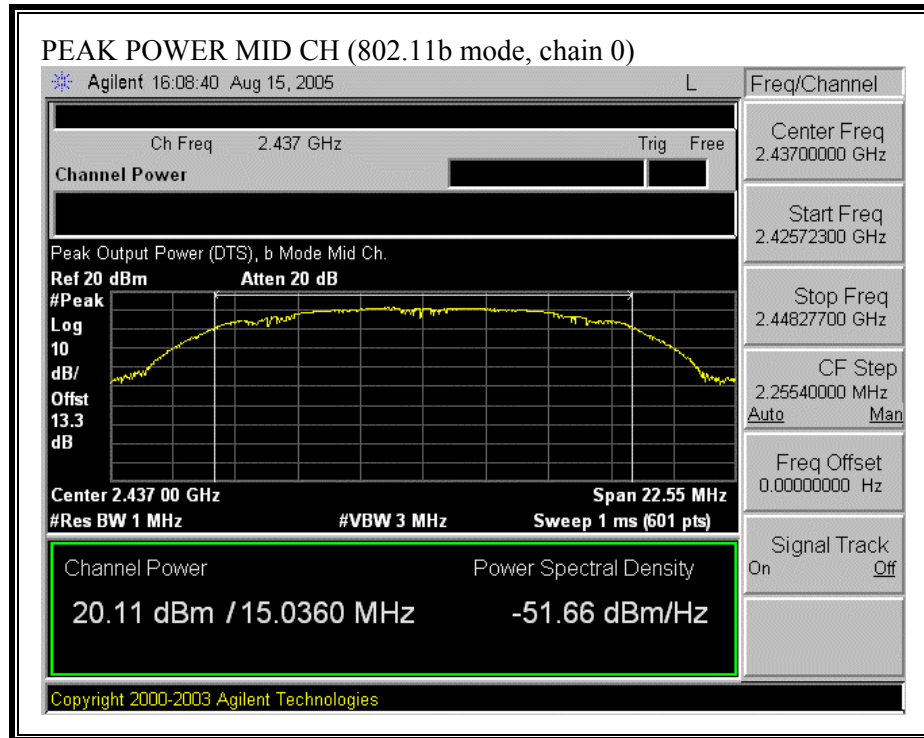 PEAK POWER MID CH (802.11b mode, chain 0)
Agilent 16:08:40 Aug 15, 2005 L
Freq/Channel
Ch Freq 2.437 GHz Trig Free
Channel Power
Center Freq
2.43700000 GHz
Start Freq
2.42572300 GHz
Stop Freq
2.44827700 GHz
CF Step
2.25540000 MHz
Auto Man
Freq Offset
0.00000000 Hz
Signal Track
On Off
Peak Output Power (DTS), b Mode Mid Ch.
Ref 20 dBm Atten 20 dB
#Peak
Log
10
dB/
Offst
13.3
dB
Center 2.437 00 GHz Span 22.55 MHz
#Res BW 1 MHz #VBW 3 MHz Sweep 1 ms (601 pts)
Channel Power Power Spectral Density
20.11 dBm / 15.0360 MHz -51.66 dBm/Hz
Copyright 2000-2003 Agilent Technologies